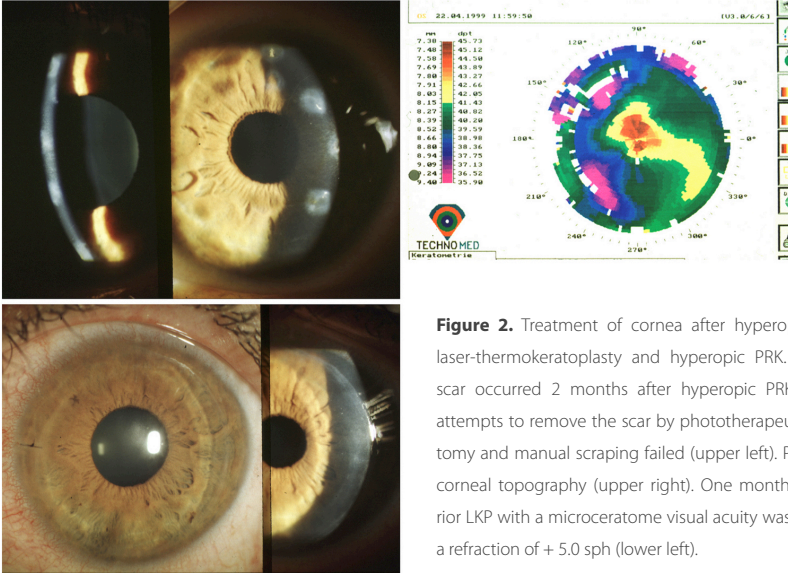 22.04.1999 11:59:50
(V3.0/6/6)
mm dpt
7.38 45.73
7.48 45.12
7.58 44.50
7.69 43.89
7.80 43.27
7.91 42.66
8.03 42.05
8.15 41.43
8.27 40.82
8.39 40.20
8.52 39.59
8.66 38.98
8.80 38.36
8.94 37.75
9.09 37.13
9.24 36.52
9.40 35.90
90°
120°
60°
150°
30°
180°
0°
210°
330°
240°
300°
270°
TECHNOMED
Keratometrie
Figure 2. Treatment of cornea after hypero
laser-thermokeratoplasty and hyperopic PRK.
scar occurred 2 months after hyperopic PRK
attempts to remove the scar by phototherapeu
tomy and manual scraping failed (upper left). P
corneal topography (upper right). One month
rior LKP with a microceratome visual acuity was
a refraction of + 5.0 sph (lower left).